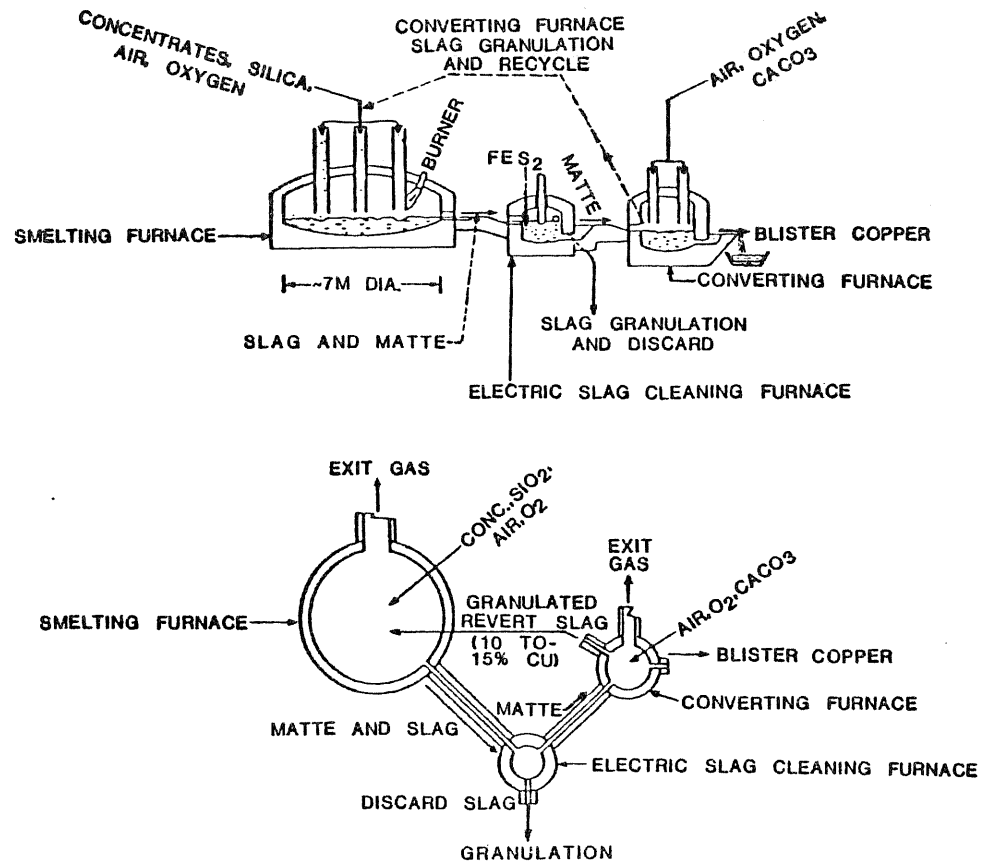 CONCENTRATES, SILICA,
AIR, OXYGEN
CONVERTING FURNACE
SLAG GRANULATION
AND RECYCLE
AIR, OXYGEN,
CACO3
BURNER
FES2
MATTE
SMELTING FURNACE
BLISTER COPPER
~7M DIA.
CONVERTING FURNACE
SLAG AND MATTE
SLAG GRANULATION
AND DISCARD
ELECTRIC SLAG CLEANING FURNACE
EXIT GAS
CONC., SIO2,
AIR, O2
EXIT
GAS
AIR, O2, CACO3
GRANULATED
REVERT SLAG
(10 TO-
15% CU)
SMELTING FURNACE
BLISTER COPPER
MATTE
CONVERTING FURNACE
MATTE AND SLAG
ELECTRIC SLAG CLEANING FURNACE
DISCARD SLAG
GRANULATION